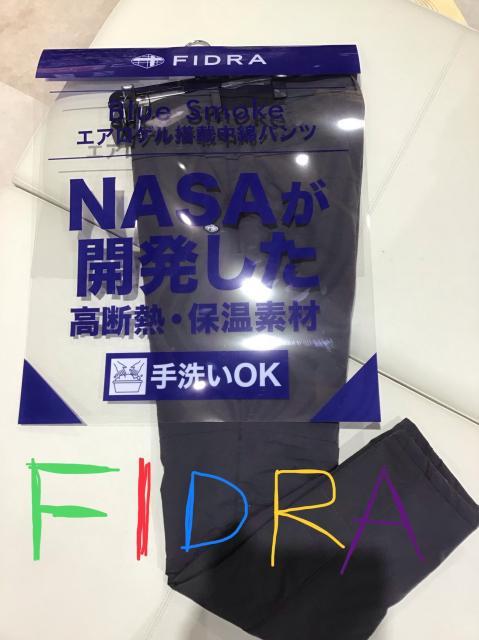 FIDRA
Blue Smoke
エアロゲル搭載中綿パンツ
NASAが
開発した
高断熱・保温素材
手洗いOK
FIDRA